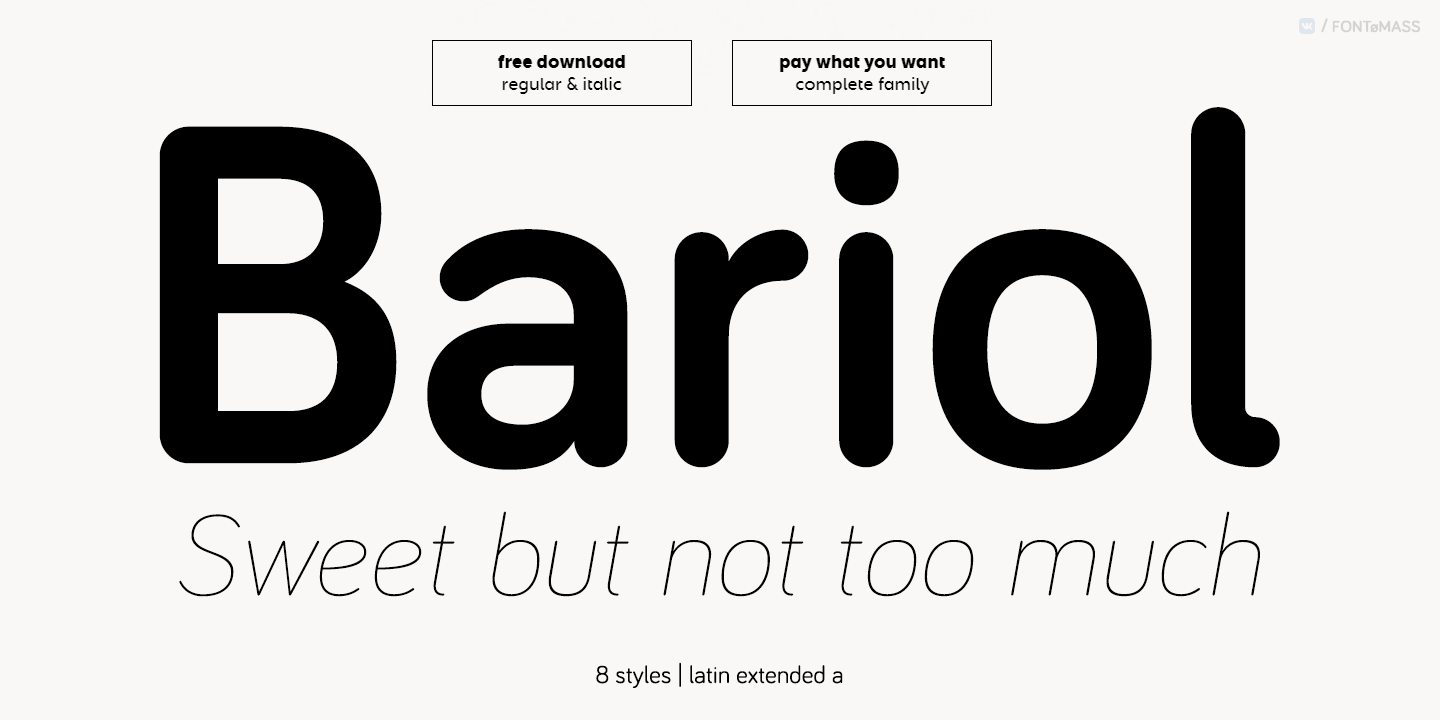 / FONTøMASS
free download
regular & italic
pay what you want
complete family
Bariol
Sweet but not too much
8 styles | latin extended a